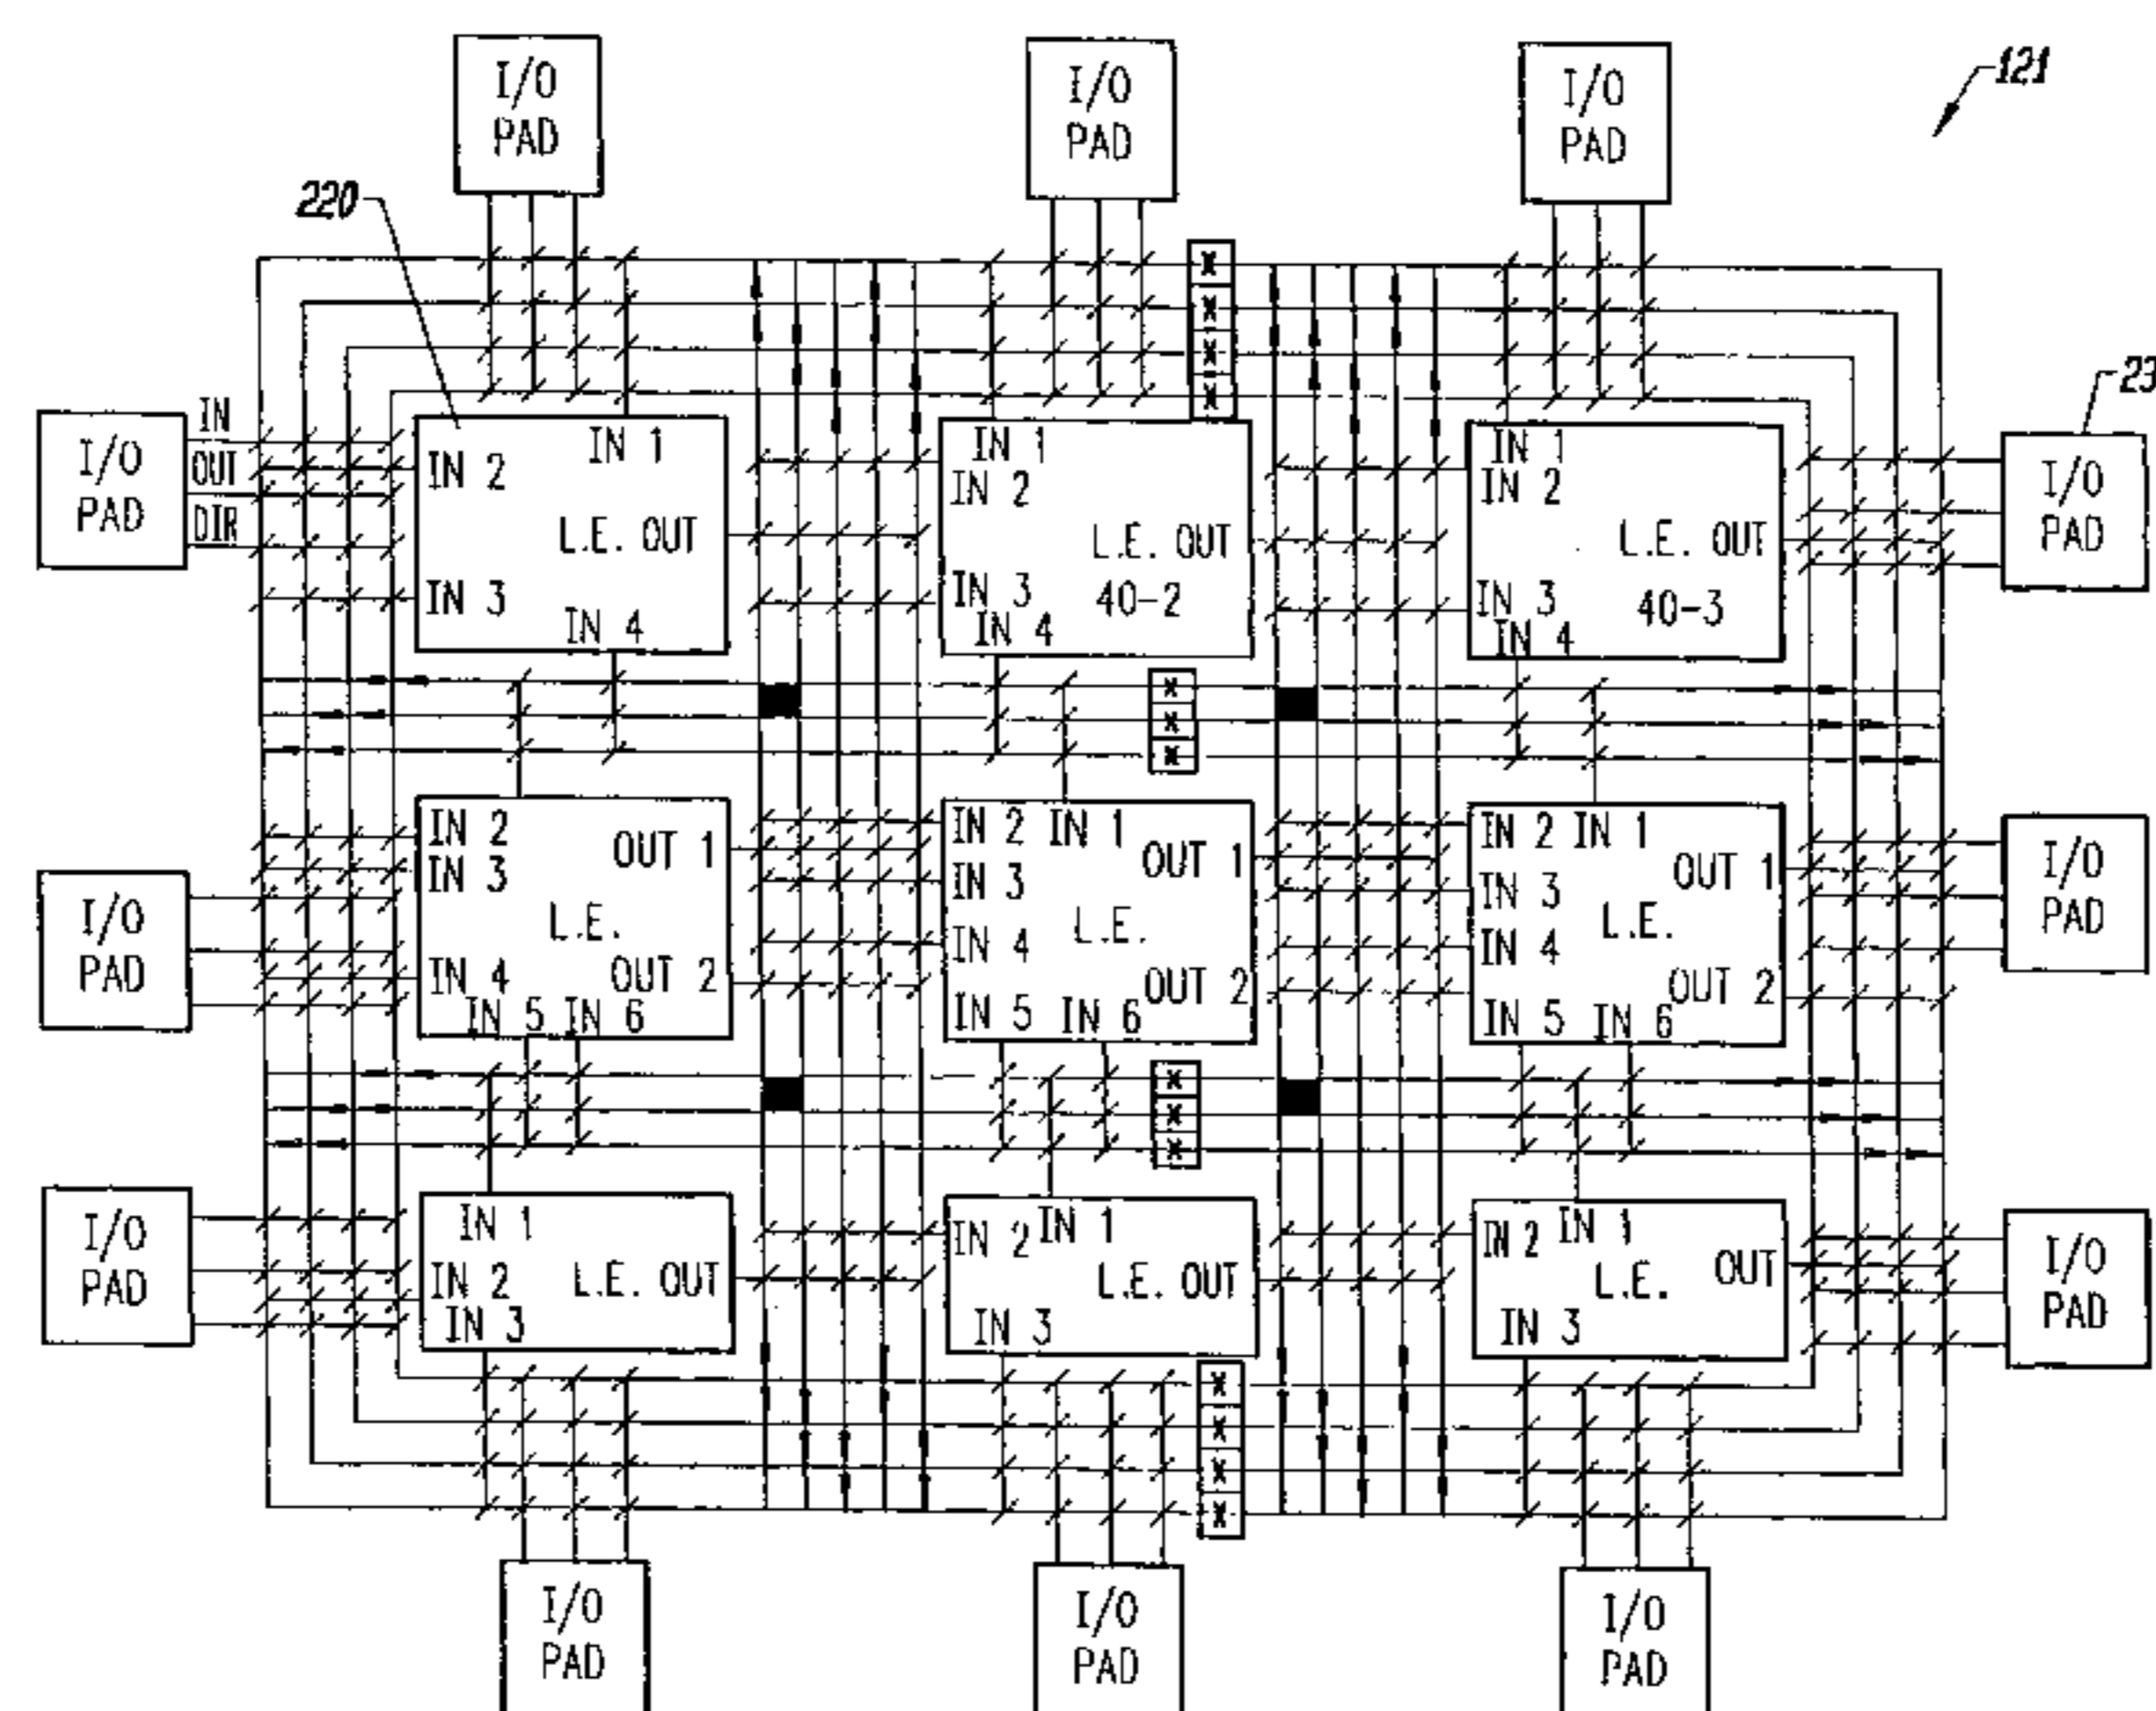 I/O
PAD
I/O
PAD
I/O
PAD
121
220
I/O
PAD
IN
OUT
DIR
IN 1
IN 2
L.E. OUT
IN 3
IN 4
IN 1
IN 2
L.E. OUT
IN 3
40-2
IN 4
IN 1
IN 2
L.E. OUT
IN 3
40-3
IN 4
23
I/O
PAD
X
X
X
X
X
X
X
I/O
PAD
IN 2
OUT 1
IN 3
L.E.
IN 4
OUT 2
IN 5 IN 6
IN 2 IN 1
OUT 1
IN 3
L.E.
IN 4
OUT 2
IN 5 IN 6
IN 2 IN 1
OUT 1
IN 3
L.E.
IN 4
OUT 2
IN 5 IN 6
I/O
PAD
X
X
X
I/O
PAD
IN 1
IN 2
L.E. OUT
IN 3
IN 2 IN 1
L.E. OUT
IN 3
IN 2 IN 1
L.E. OUT
IN 3
I/O
PAD
X
X
X
X
I/O
PAD
I/O
PAD
I/O
PAD